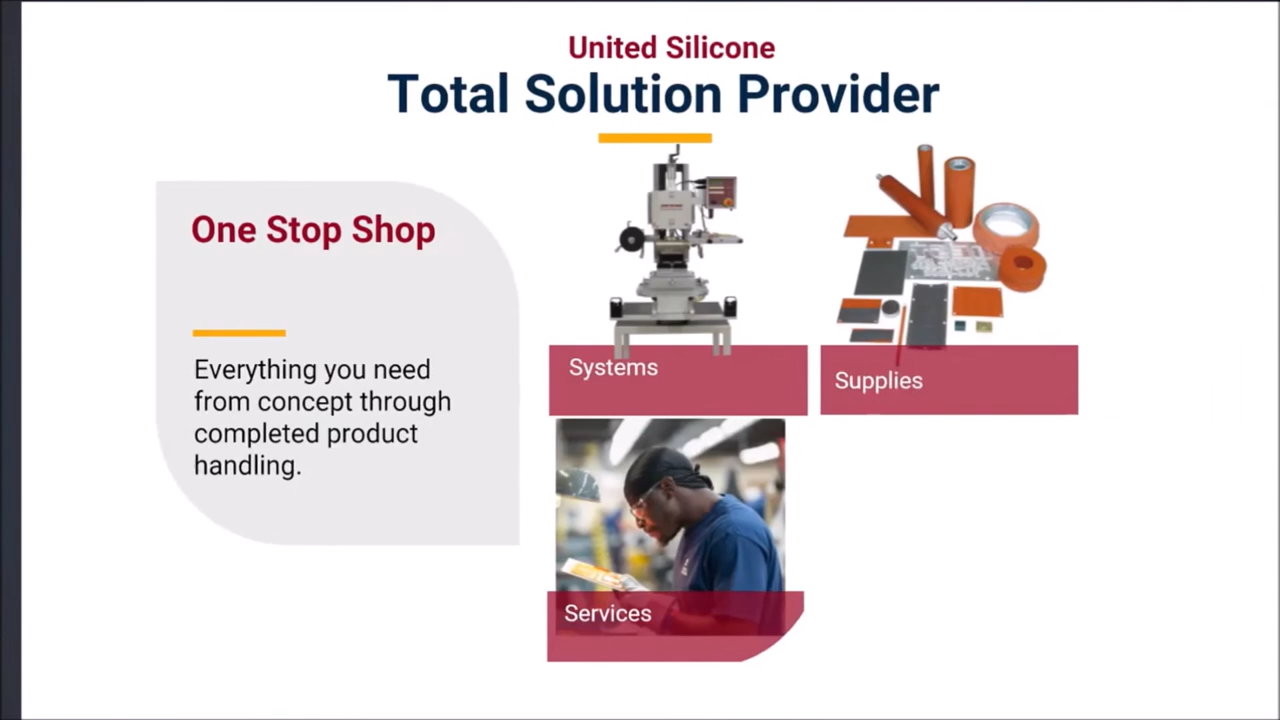 United Silicone
Total Solution Provider
One Stop Shop
Everything you need
from concept through
completed product
handling.
Systems
Supplies
Services